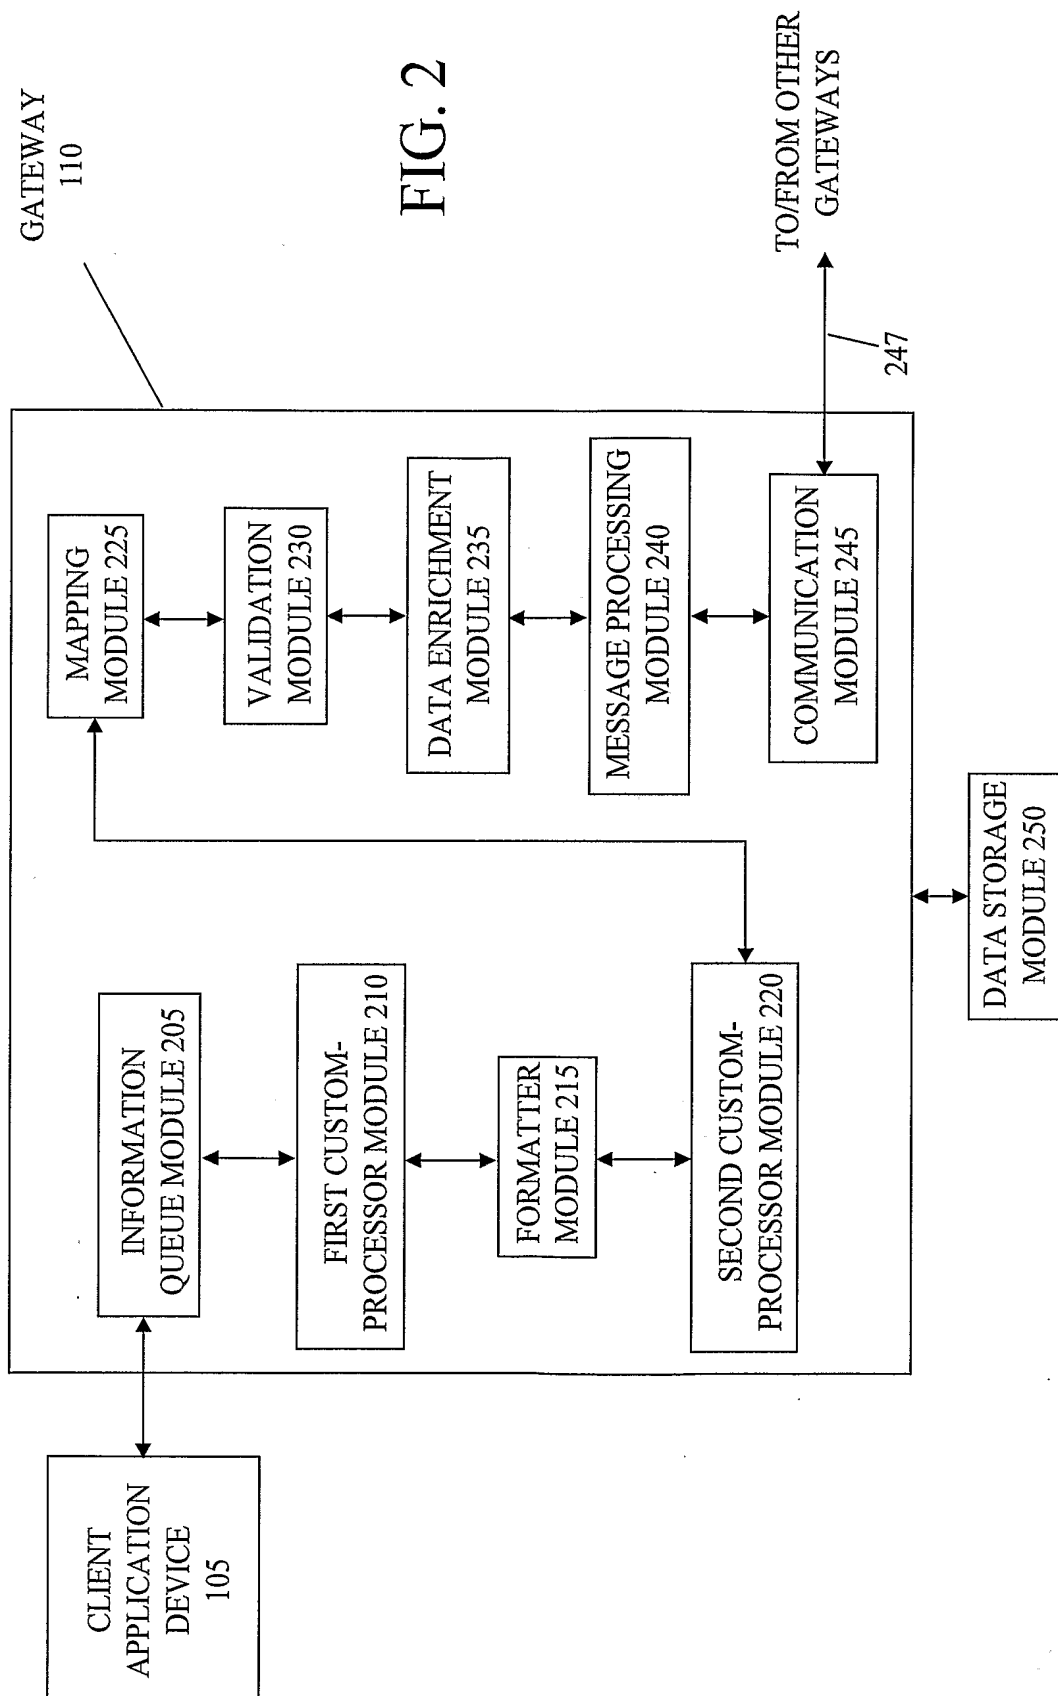 GATEWAY
110
CLIENT
APPLICATION
DEVICE
105
INFORMATION
QUEUE MODULE 205
FIRST CUSTOM-
PROCESSOR MODULE 210
FORMATTER
MODULE 215
SECOND CUSTOM-
PROCESSOR MODULE 220
MAPPING
MODULE 225
VALIDATION
MODULE 230
DATA ENRICHMENT
MODULE 235
MESSAGE PROCESSING
MODULE 240
COMMUNICATION
MODULE 245
247
TO/FROM OTHER
GATEWAYS
DATA STORAGE
MODULE 250
FIG. 2